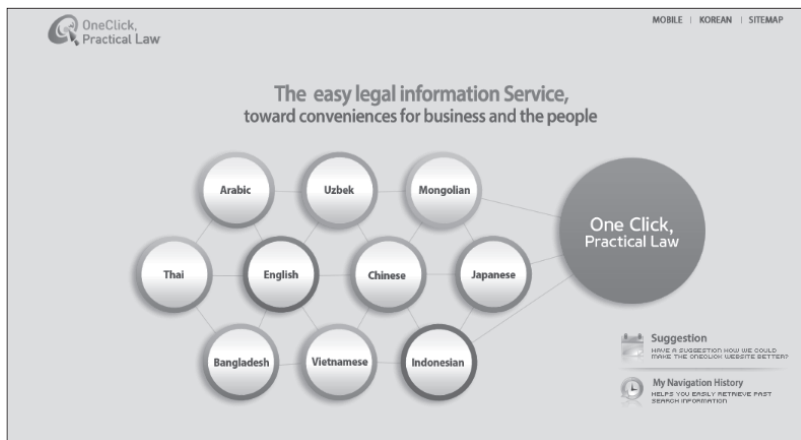 OneClick,
Practical Law
MOBILE | KOREAN | SITEMAP
The easy legal information Service,
toward conveniences for business and the people
Arabic
Uzbek
Mongolian
One Click,
Practical Law
Thai
English
Chinese
Japanese
Bangladesh
Vietnamese
Indonesian
Suggestion
HAVE A SUGGESTION HOW WE COULD
MAKE THE ONECLICK WEBSITE BETTER?
My Navigation History
HELPS YOU EASILY RETRIEVE PAST
SEARCH INFORMATION